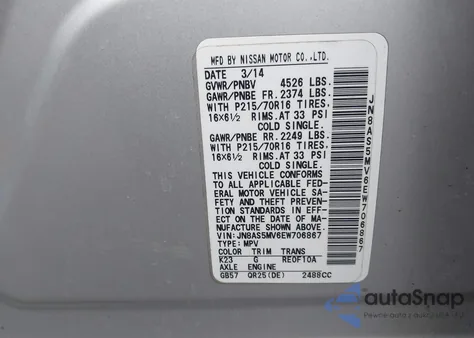 MFD BY NISSAN MOTOR CO.,LTD.
DATE 3/14
GVWR/PNBV 4526 LBS.
GAWR/PNBE FR. 2374 LBS.
WITH P215/70R16 TIRES,
16X6½ RIMS.AT 33 PSI
COLD SINGLE.
GAWR/PNBE RR. 2249 LBS.
WITH P215/70R16 TIRES,
16X6½ RIMS.AT 33 PSI
COLD SINGLE.
THIS VEHICLE CONFORMS
TO ALL APPLICABLE FED-
ERAL MOTOR VEHICLE SA-
FETY AND THEFT PREVENTION
STANDARDS IN EFF-
ECT ON THE DATE OF MA-
NUFACTURE SHOWN ABOVE.
VIN:JN8AS5MV6EW706867
TYPE:MPV
COLOR TRIM TRANS
K23 G RE0F10A
AXLE ENGINE
GB57 QR25(DE) 2488CC
JN8AS5MV6EW706867
autaSnap